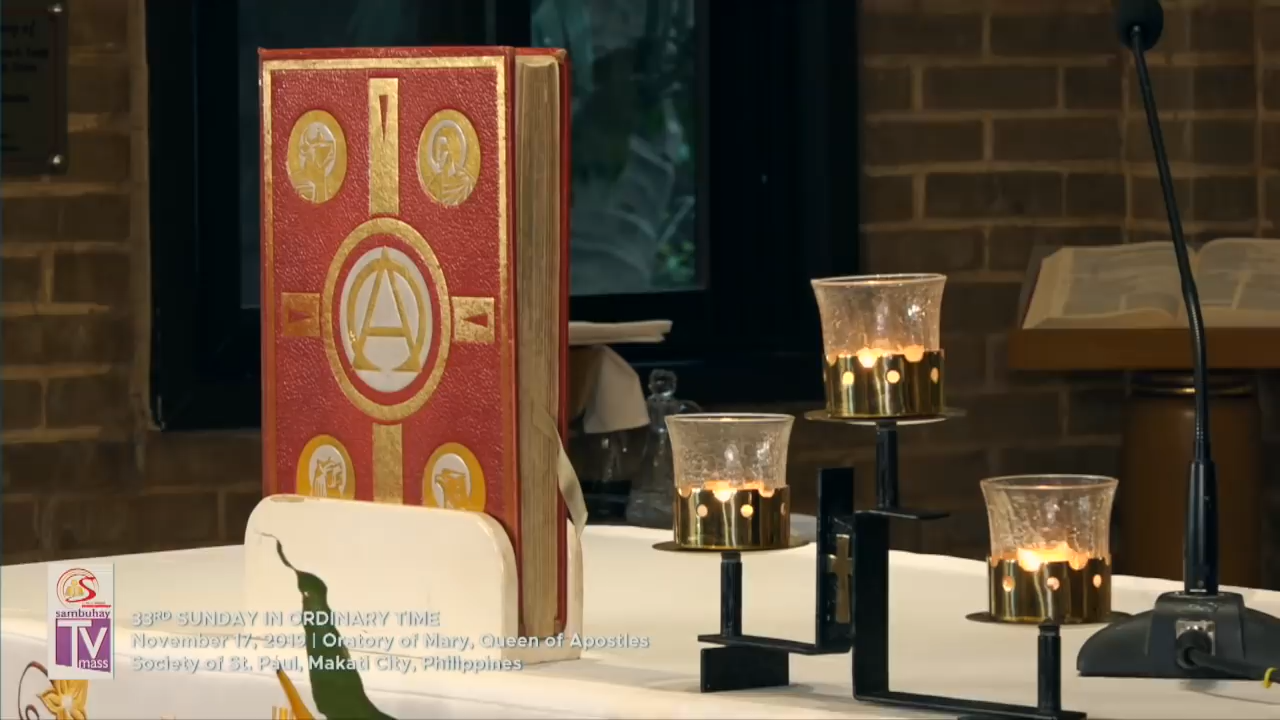 sambuhay
TV
mass
33RD SUNDAY IN ORDINARY TIME
November 17, 2019 | Oratory of Mary, Queen of Apostles
Society of St. Paul, Makati City, Philippines